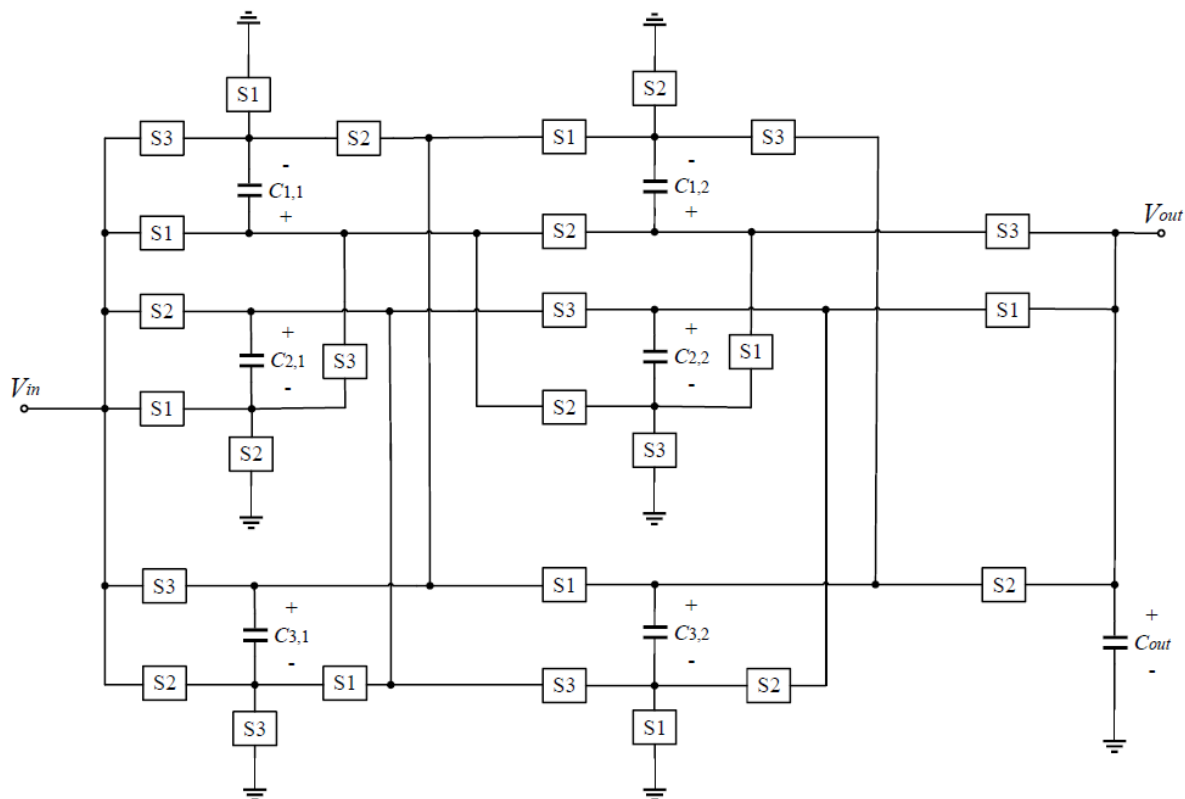 S1 S2
S3 S2 S1 S3
- -
C1,1 C1,2
+ + Vout
S1 S2 S3
S2 S3 S1
+ +
C2,1 S3 C2,2 S1
- -
Vin
S1 S2
S2 S3
S3 S1 S2
+ + +
C3,1 C3,2 Cout
- - -
S2 S1 S3 S2
S3 S1